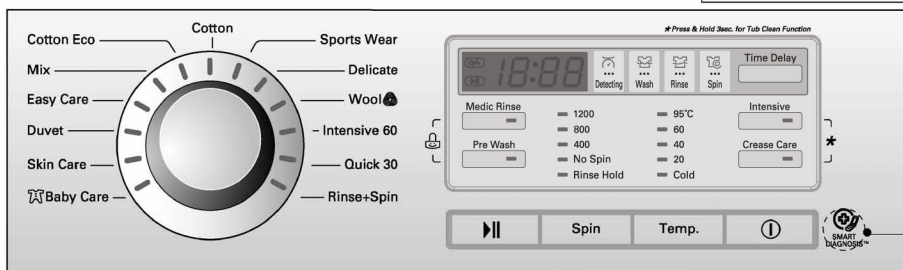 *Press & Hold 3sec. for Tub Clean Function
Cotton
Cotton Eco
Sports Wear
Mix
Delicate
Easy Care
Wool
Duvet
Intensive 60
Skin Care
Quick 30
Baby Care
Rinse+Spin
18:88
Detecting
Wash
Rinse
Spin
Time Delay
Medic Rinse
Pre Wash
1200
800
400
No Spin
Rinse Hold
95°C
60
40
20
Cold
Intensive
Crease Care
*
Spin
Temp.
SMART
DIAGNOSIS™